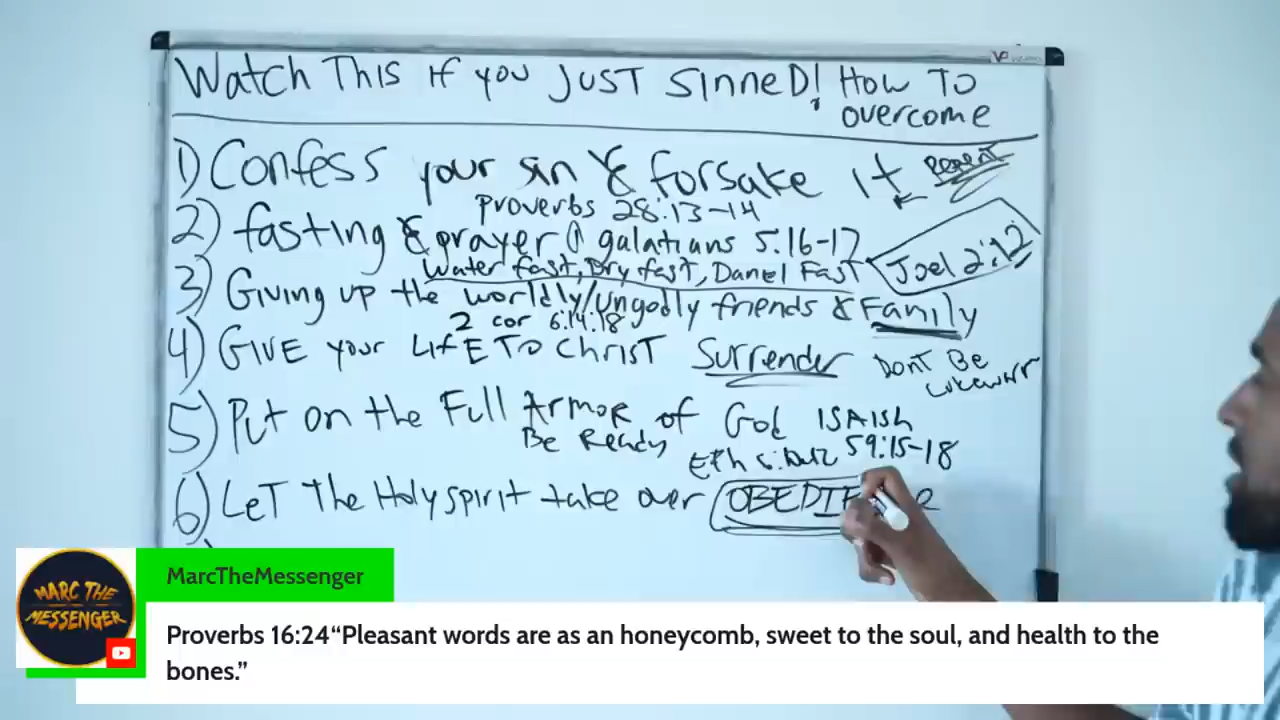 Watch This if you JUST SINNED! How To
overcome
1) Confess your sin & forsake it repent
Proverbs 28:13-14
2) fasting & prayer galatians 5:16-17
Water fast, Dry fast, Daniel Fast Joel 2:12
3) Giving up the worldly/ungodly friends & Family
2 cor 6:14-18
4) GIVE your LIFE TO CHRIST Surrender DONT BE
5) Put on the Full Armor of God ISAISH
Be Ready Eph 59:15-18
6) LET The Holy spirit take over
MARC THE
MESSENGER
MarcTheMessenger
Proverbs 16:24“Pleasant words are as an honeycomb, sweet to the soul, and health to the
bones.”